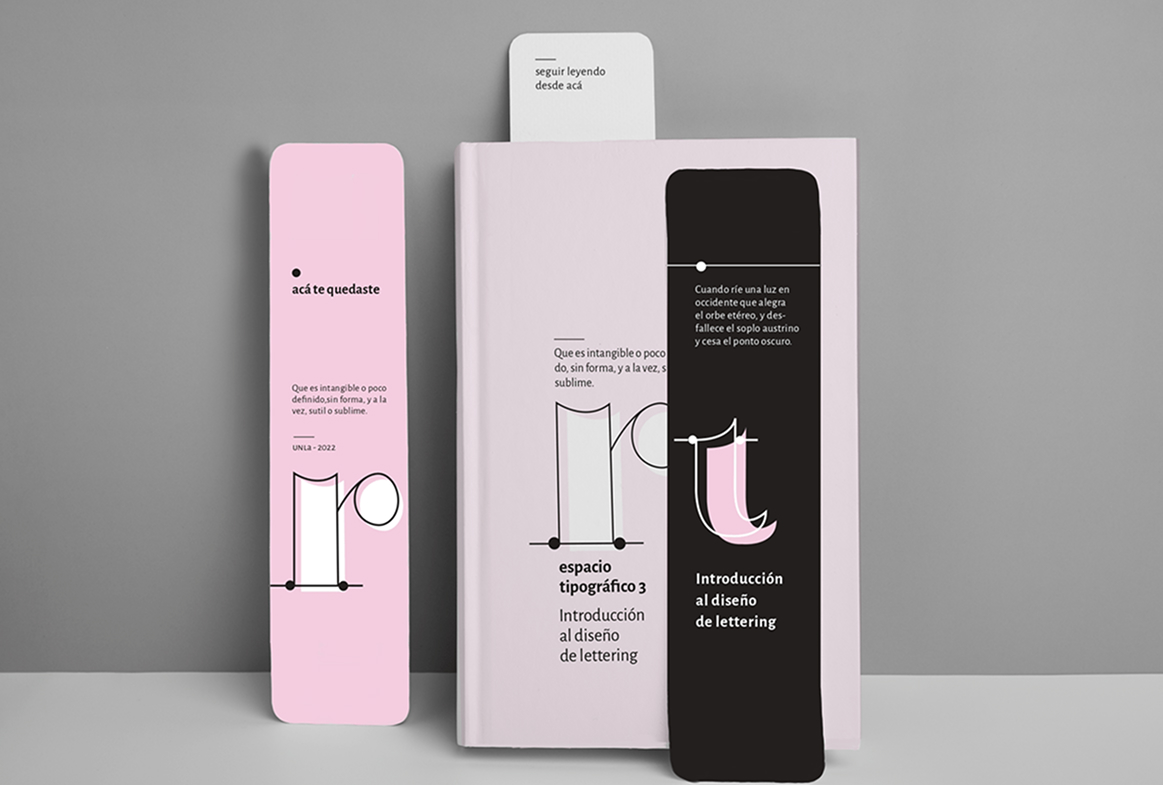 seguir leyendo
desde acá
acá te quedaste
Que es intangible o poco
definido,sin forma, y a la
vez, sutil o sublime.
UNLa - 2022
r
Que es intangible o poco
do, sin forma, y a la vez, s
sublime.
r
espacio
tipográfico 3
Introducción
al diseño
de lettering
Cuando ríe una luz en
occidente que alegra
el orbe etéreo, y des-
fallece el soplo austrino
y cesa el ponto oscuro.
t
Introducción
al diseño
de lettering